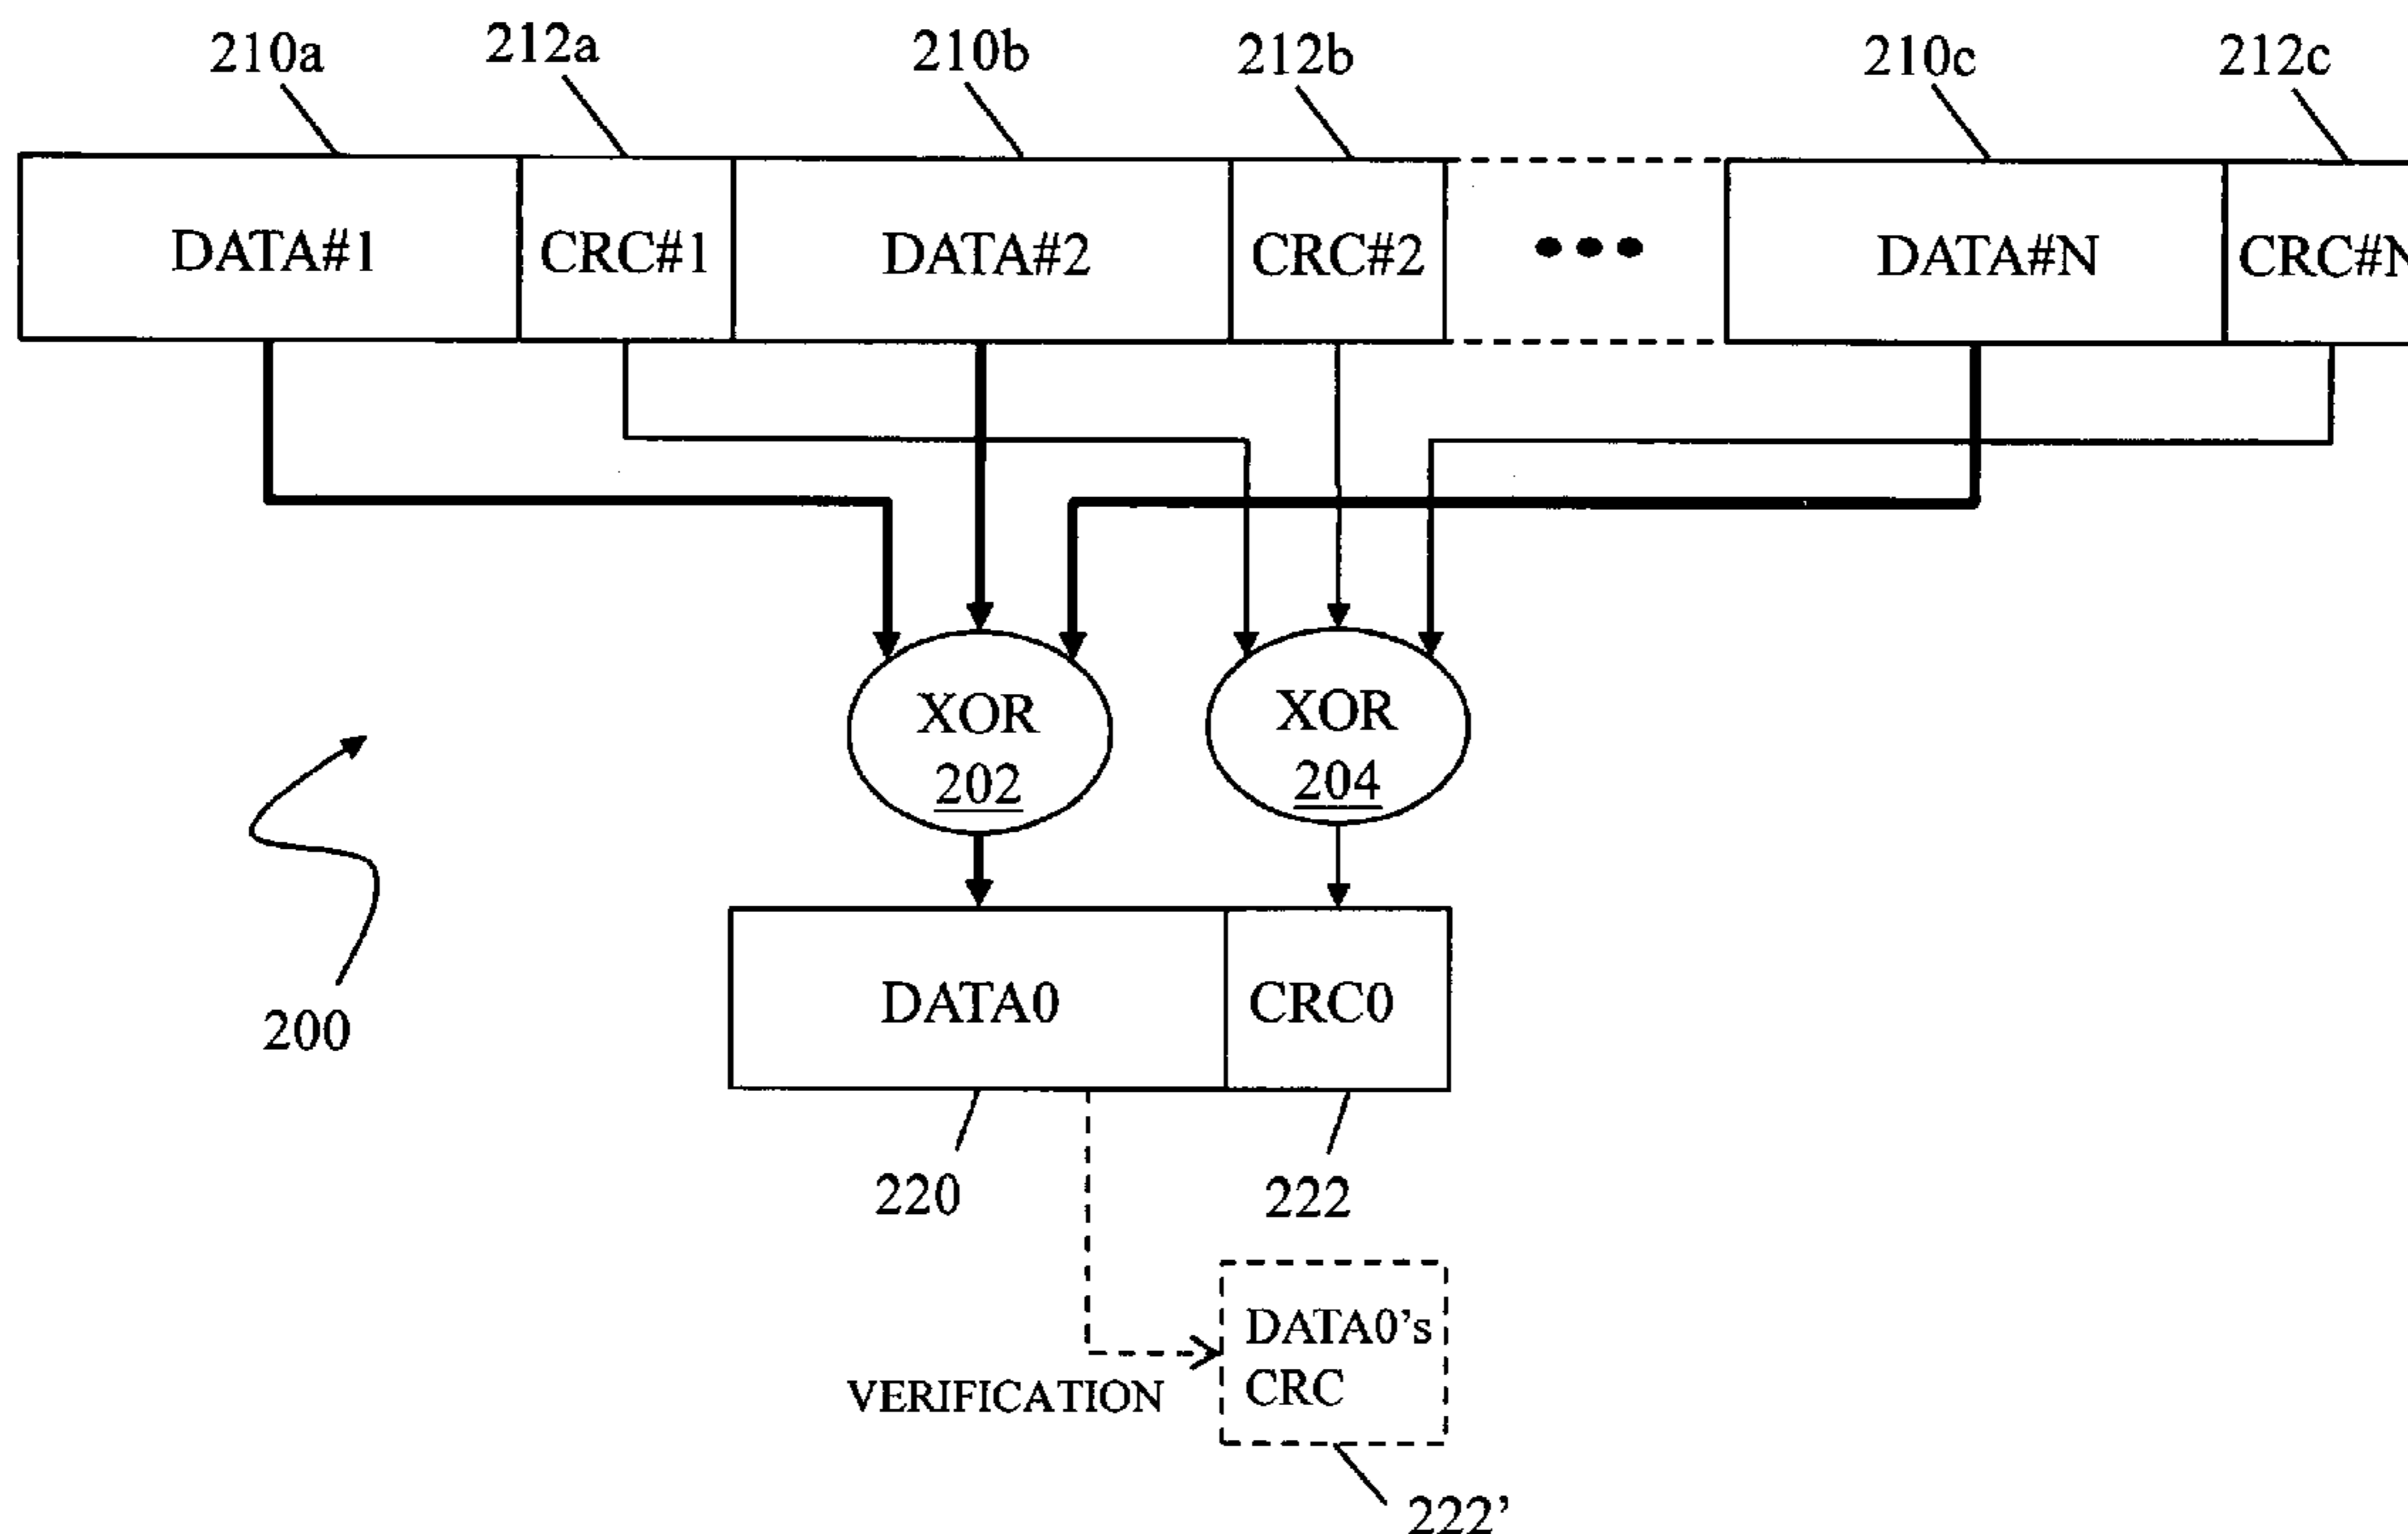 210a 212a 210b 212b 210c 212c
DATA#1 CRC#1 DATA#2 CRC#2 DATA#N CRC#N
XOR XOR
202 204
DATA0 CRC0
200
220 222
DATA0's
VERIFICATION CRC
222'